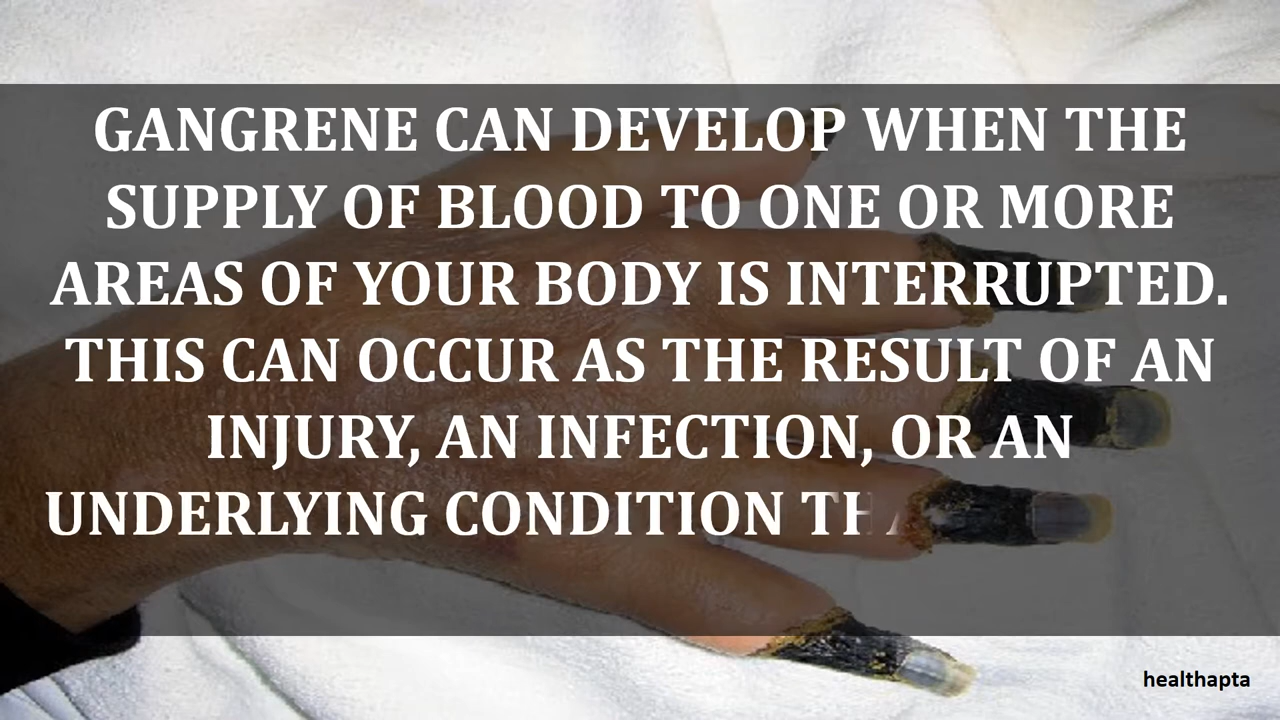 GANGRENE CAN DEVELOP WHEN THE
SUPPLY OF BLOOD TO ONE OR MORE
AREAS OF YOUR BODY IS INTERRUPTED.
THIS CAN OCCUR AS THE RESULT OF AN
INJURY, AN INFECTION, OR AN
UNDERLYING CONDITION
healthapta